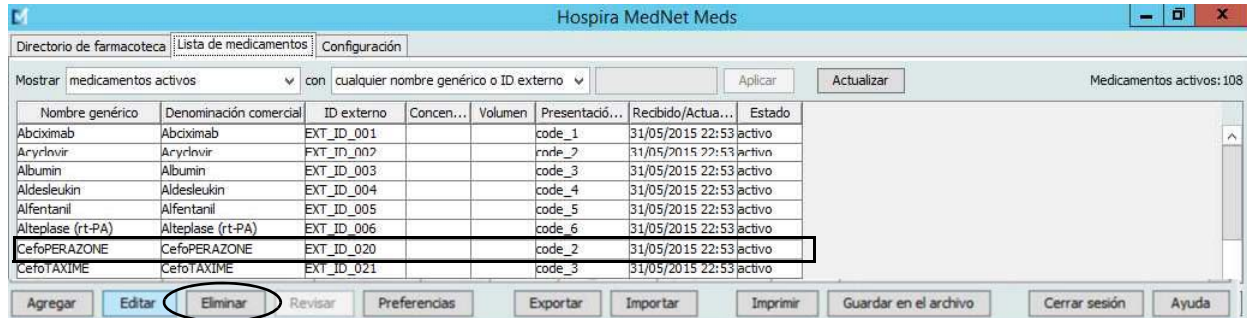 Hospira MedNet Meds
Directorio de farmacoteca Lista de medicamentos Configuración
Mostrar medicamentos activos con cualquier nombre genérico o ID externo Aplicar Actualizar Medicamentos activos: 108
Nombre genérico Denominación comercial ID externo Concen... Volumen Presentació... Recibido/Actua... Estado
Abciximab Abciximab EXT_ID_001 code_1 31/05/2015 22:53 activo
Acyclovir Acyclovir EXT_ID_002 code_2 31/05/2015 22:53 activo
Albumin Albumin EXT_ID_003 code_3 31/05/2015 22:53 activo
Aldesleukin Aldesleukin EXT_ID_004 code_4 31/05/2015 22:53 activo
Alfentanil Alfentanil EXT_ID_005 code_5 31/05/2015 22:53 activo
Alteplase (rt-PA) Alteplase (rt-PA) EXT_ID_006 code_6 31/05/2015 22:53 activo
CefoPERAZONE CefoPERAZONE EXT_ID_020 code_2 31/05/2015 22:53 activo
CefoTAXIME CefoTAXIME EXT_ID_021 code_3 31/05/2015 22:53 activo
Agregar Editar Eliminar Revisar Preferencias Exportar Importar Imprimir Guardar en el archivo Cerrar sesión Ayuda